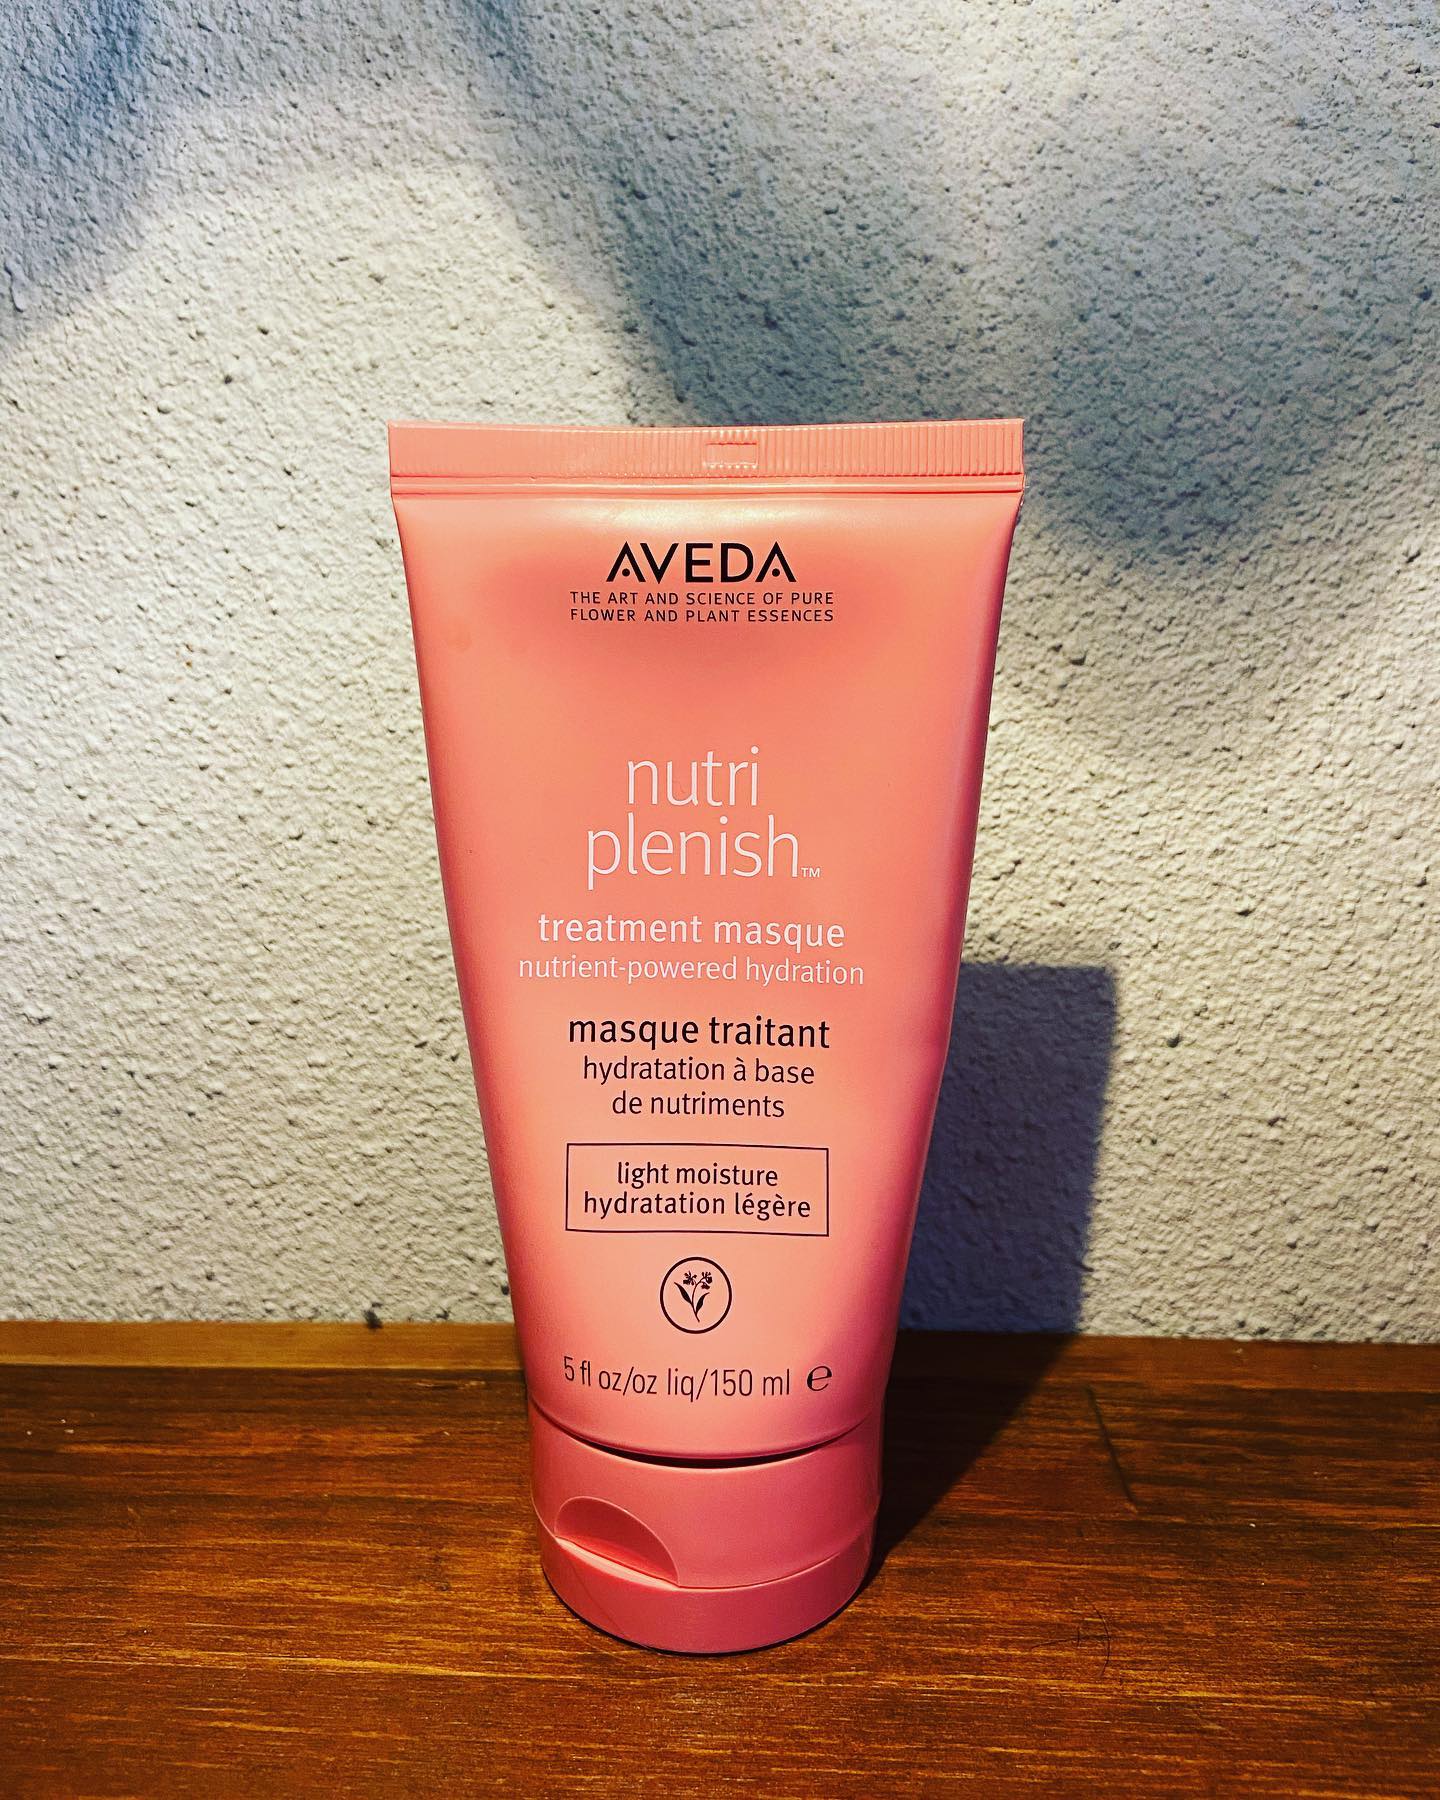 AVEDA
THE ART AND SCIENCE OF PURE
FLOWER AND PLANT ESSENCES
nutri
plenish™
treatment masque
nutrient-powered hydration
masque traitant
hydratation à base
de nutriments
light moisture
hydratation légère
5 fl oz/oz liq/150 ml ℮